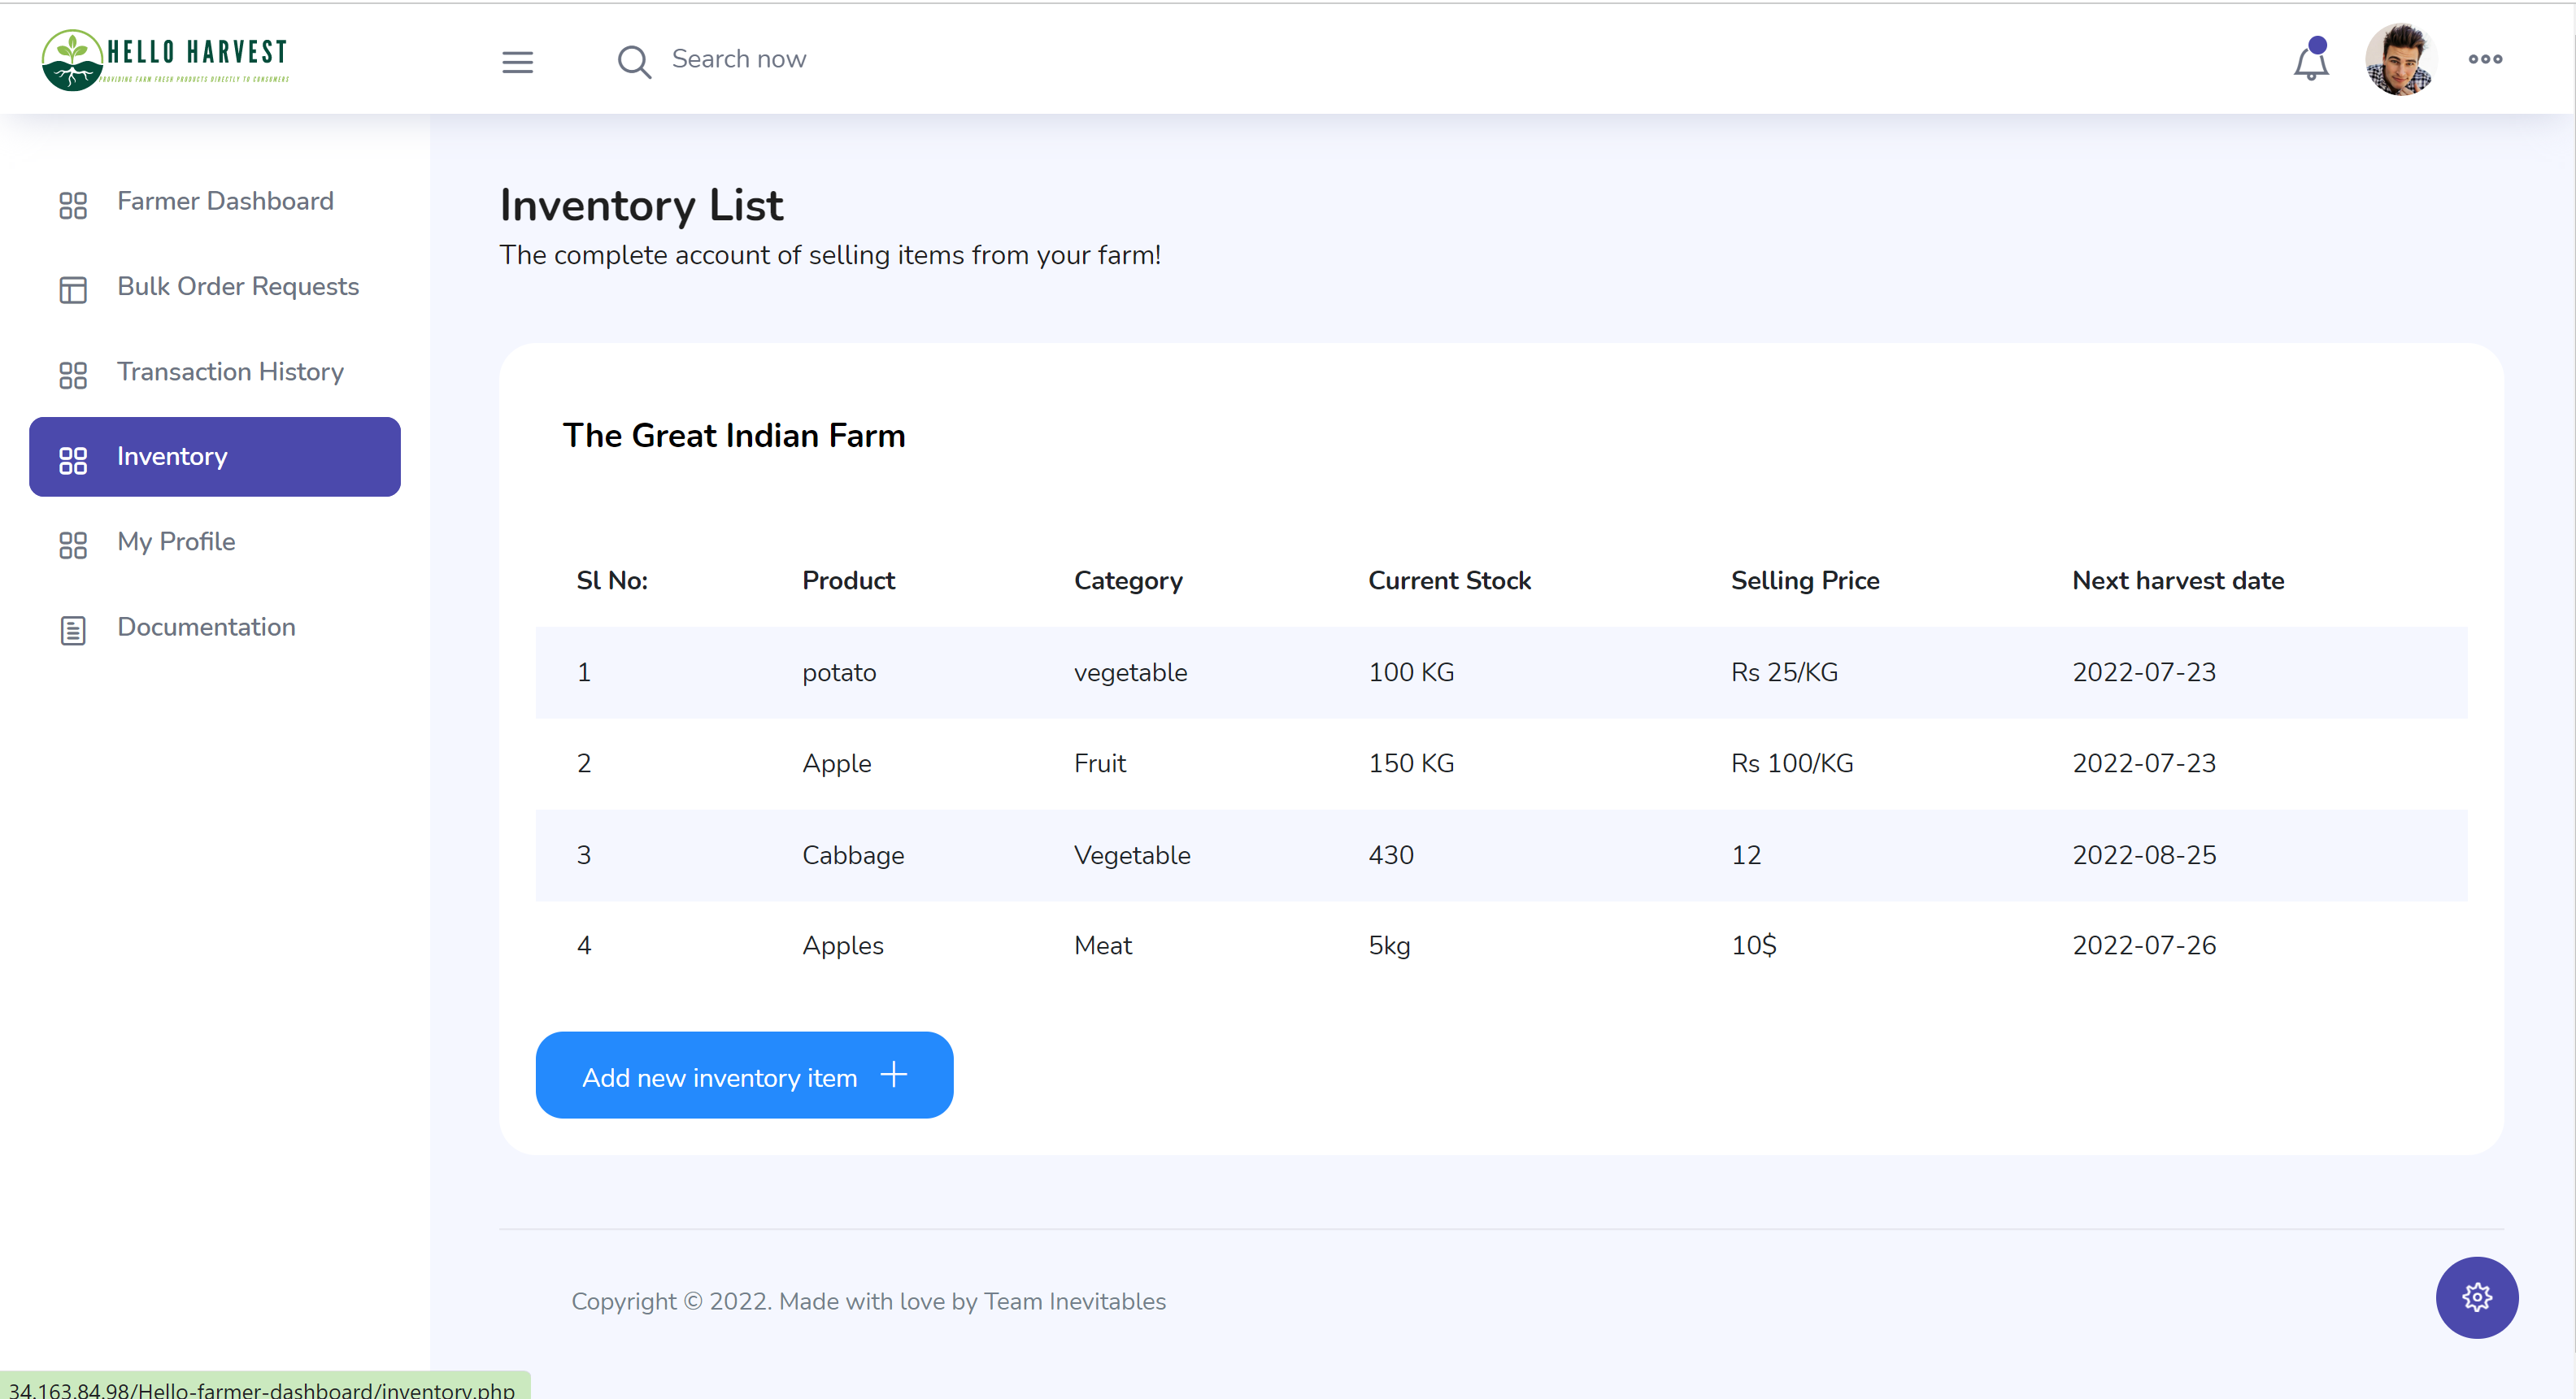 HELLO HARVEST
PROVIDING FARM FRESH PRODUCTS DIRECTLY TO CONSUMERS
Search now
Farmer Dashboard
Bulk Order Requests
Transaction History
Inventory
My Profile
Documentation
Inventory List
The complete account of selling items from your farm!
The Great Indian Farm
Sl No: Product Category Current Stock Selling Price Next harvest date
1 potato vegetable 100 KG Rs 25/KG 2022-07-23
2 Apple Fruit 150 KG Rs 100/KG 2022-07-23
3 Cabbage Vegetable 430 12 2022-08-25
4 Apples Meat 5kg 10$ 2022-07-26
Add new inventory item
Copyright © 2022. Made with love by Team Inevitables
34.163.84.98/Hello-farmer-dashboard/inventory.php